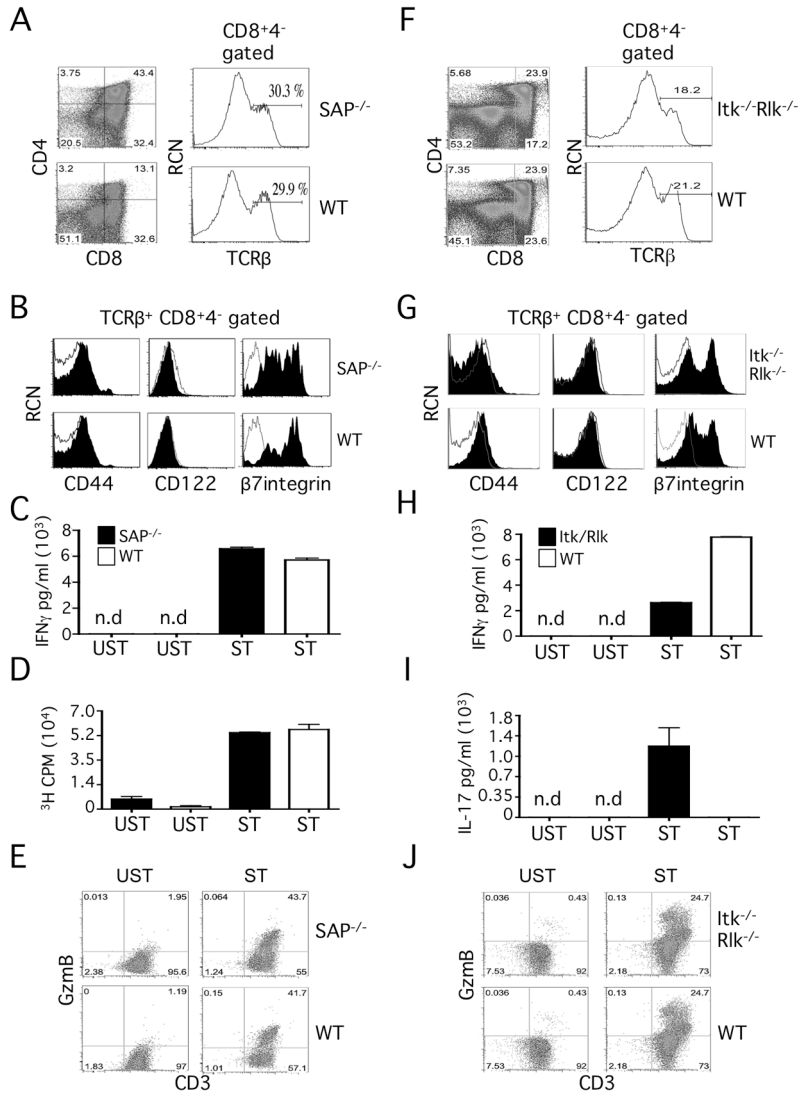 A
CD8+4-
gated
3.75
43.4
20.5
32.4
30.3 %
SAP-/-
3.2
13.1
51.1
32.6
29.9 %
WT
CD4
RCN
CD8
TCRβ
B
TCRβ+ CD8+4- gated
SAP-/-
RCN
WT
CD44
CD122
β7integrin
C
IFNγ pg/ml (10³)
8
6
4
2
0
SAP-/-
WT
n.d
n.d
UST
UST
ST
ST
D
³H CPM (10⁴)
7.0
5.2
3.5
1.4
0
UST
UST
ST
ST
E
UST
ST
0.013
1.95
2.38
95.6
0.064
43.7
1.24
55
SAP-/-
GzmB
0
1.19
1.83
97
0.15
41.7
1.01
57.1
WT
CD3
F
CD8+4-
gated
5.68
23.9
53.2
17.2
18.2
Itk-/-Rlk-/-
7.35
23.9
45.1
23.6
21.2
WT
CD4
RCN
CD8
TCRβ
G
TCRβ+ CD8+4- gated
Itk-/-
Rlk-/-
RCN
WT
CD44
CD122
β7integrin
H
IFNγ pg/ml (10³)
8
6
4
2
0
Itk/Rlk
WT
n.d
n.d
UST
UST
ST
ST
I
IL-17 pg/ml (10³)
1.8
1.4
1.0
0.7
0.35
0
n.d
n.d
UST
UST
ST
ST
J
UST
ST
0.036
0.43
7.53
92
0.13
24.7
2.18
73
Itk-/-
Rlk-/-
GzmB
0.036
0.43
7.53
92
0.13
24.7
2.18
73
WT
CD3